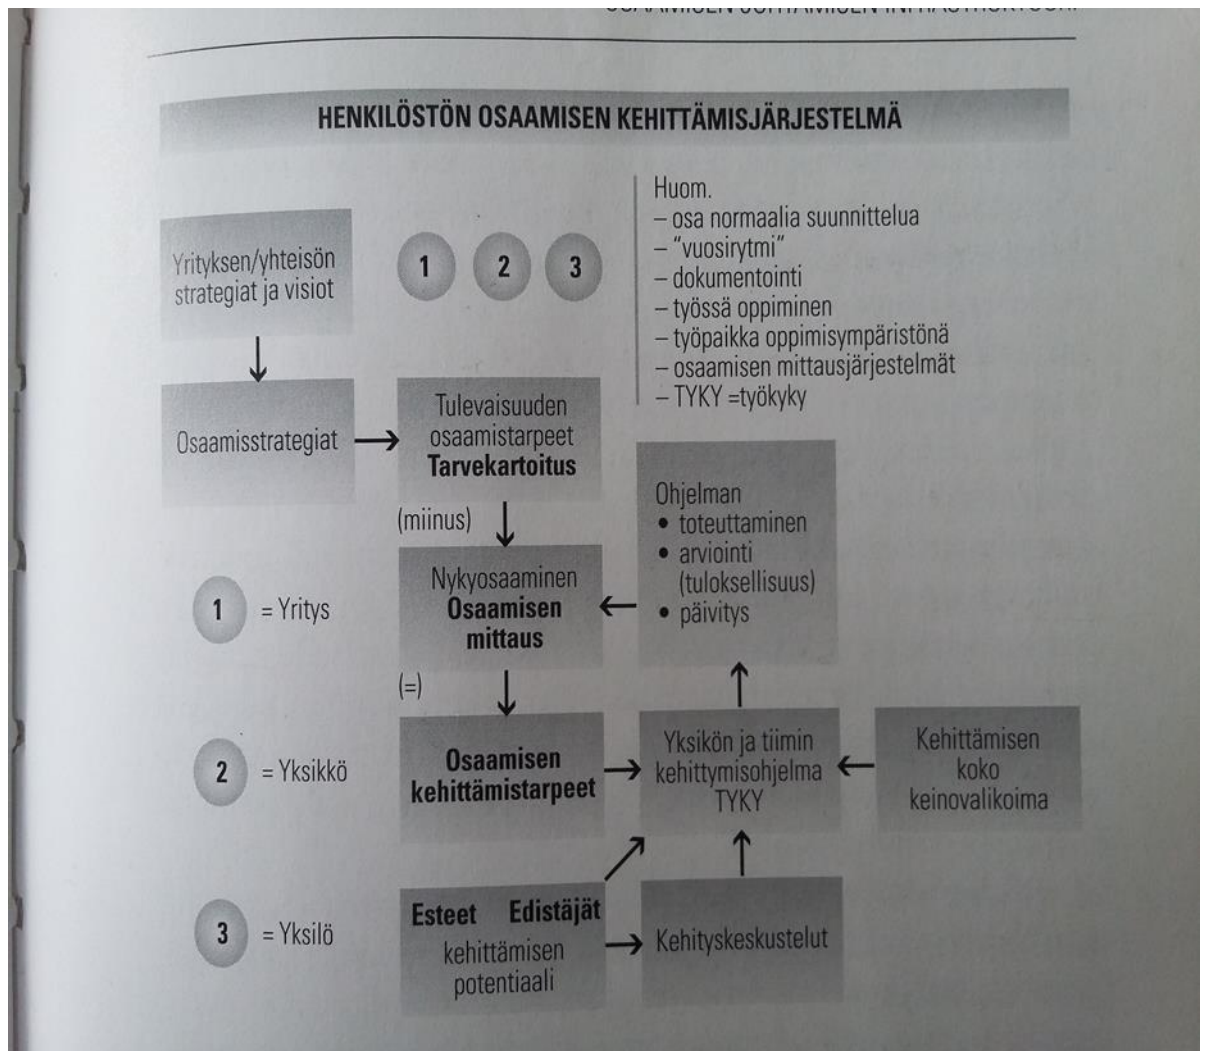 HENKILÖSTÖN OSAAMISEN KEHITTÄMISJÄRJESTELMÄ
Yrityksen/yhteisön
strategiat ja visiot
1 2 3
Huom.
– osa normaalia suunnittelua
– “vuosirytmi”
– dokumentointi
– työssä oppiminen
– työpaikka oppimisympäristönä
– osaamisen mittausjärjestelmät
– TYKY =työkyky
Osaamisstrategiat
Tulevaisuuden
osaamistarpeet
Tarvekartoitus
(miinus)
Ohjelman
• toteuttaminen
• arviointi
(tuloksellisuus)
• päivitys
Nykyosaaminen
Osaamisen
mittaus
1 = Yritys
(=)
2 = Yksikkö
Osaamisen
kehittämistarpeet
Yksikön ja tiimin
kehittymisohjelma
TYKY
Kehittämisen
koko
keinovalikoima
3 = Yksilö
Esteet Edistäjät
kehittämisen
potentiaali
Kehityskeskustelut